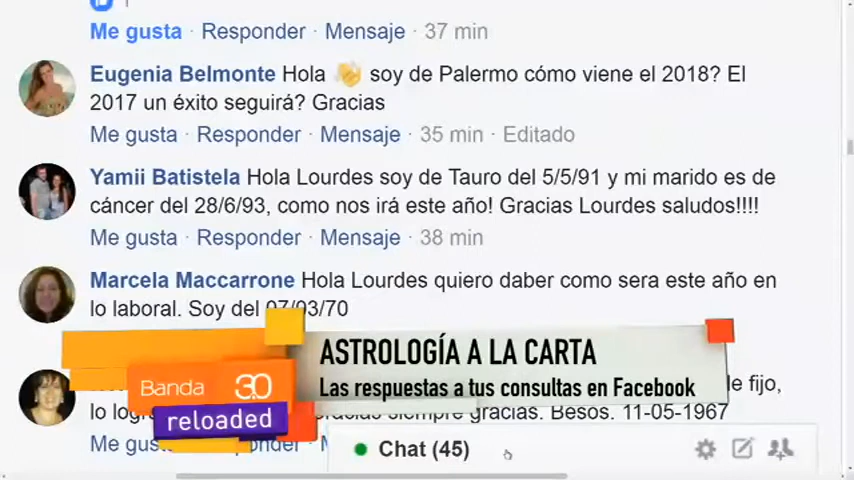 Me gusta · Responder · Mensaje · 37 min
Eugenia Belmonte Hola 👋 soy de Palermo cómo viene el 2018? El
2017 un éxito seguirá? Gracias
Me gusta · Responder · Mensaje · 35 min · Editado
Yamii Batistela Hola Lourdes soy de Tauro del 5/5/91 y mi marido es de
cáncer del 28/6/93, como nos irá este año! Gracias Lourdes saludos!!!!
Me gusta · Responder · Mensaje · 38 min
Marcela Maccarrone Hola Lourdes quiero daber como sera este año en
lo laboral. Soy del 07/03/70
ASTROLOGÍA A LA CARTA
Banda 3.0
reloaded
Las respuestas a tus consultas en Facebook
fijo,
lo gracias siempre gracias. Besos. 11-05-1967
Me
Chat (45)